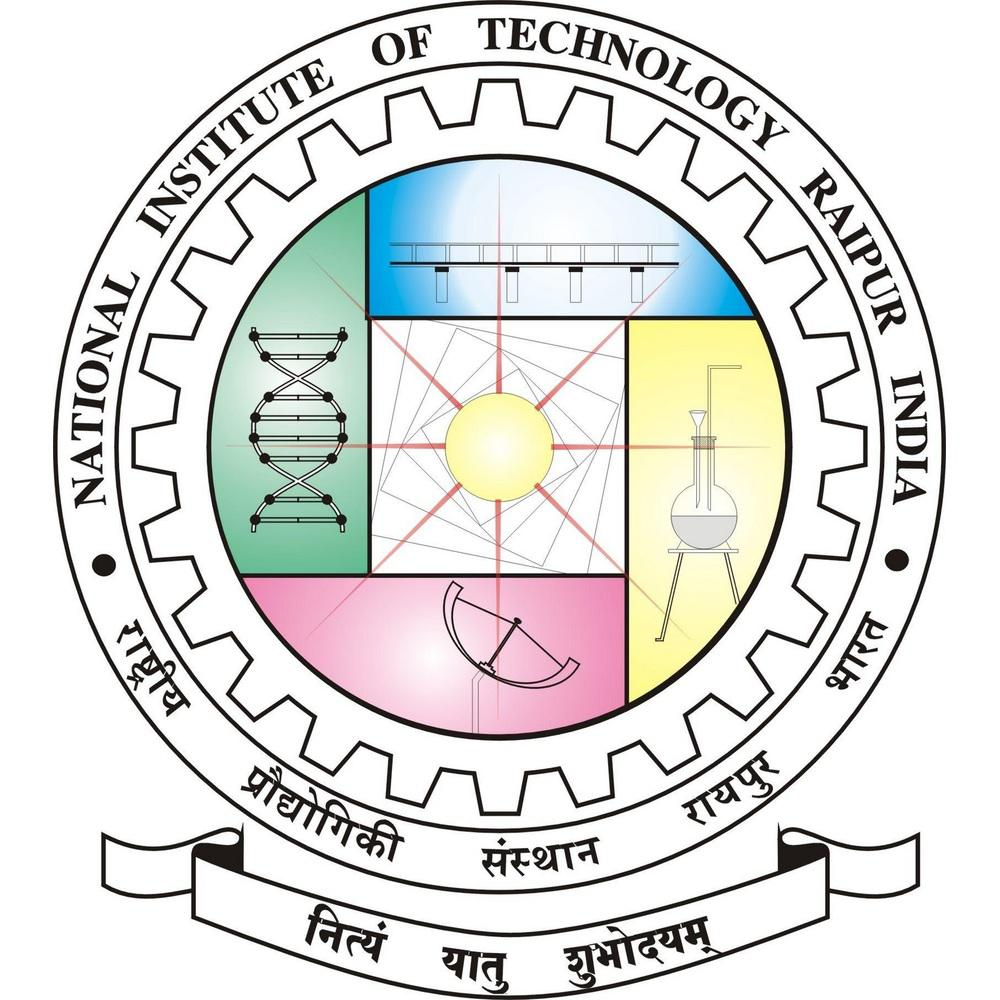 NATIONAL INSTITUTE OF TECHNOLOGY RAIPUR INDIA
राष्ट्रीय प्रौद्योगिकी संस्थान रायपुर भारत
नित्यं यातु शुभोदयम्